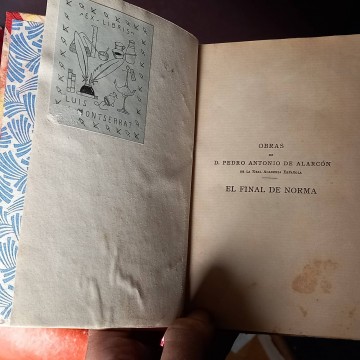 "EX-LIBRIS"
LUIS
MONTSERRAT
OBRAS
DE
D. PEDRO ANTONIO DE ALARCÓN
DE LA REAL ACADEMIA ESPAÑOLA
EL FINAL DE NORMA